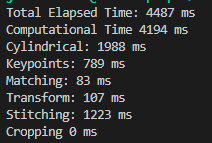 Total Elapsed Time: 4487 ms
Computational Time 4194 ms
Cylindrical: 1988 ms
Keypoints: 789 ms
Matching: 83 ms
Transform: 107 ms
Stitching: 1223 ms
Cropping 0 ms